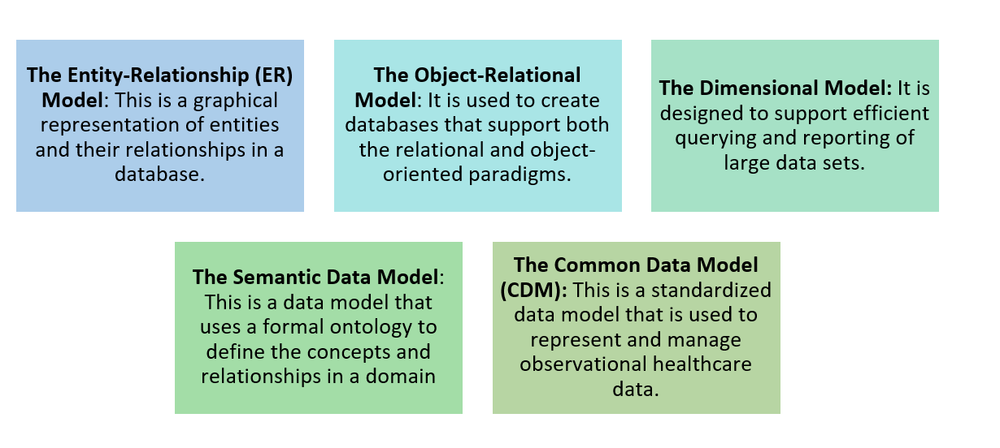 The Entity-Relationship (ER)
Model: This is a graphical
representation of entities
and their relationships in a
database.
The Object-Relational
Model: It is used to create
databases that support both
the relational and object-
oriented paradigms.
The Dimensional Model: It is
designed to support efficient
querying and reporting of
large data sets.
The Semantic Data Model:
This is a data model that
uses a formal ontology to
define the concepts and
relationships in a domain
The Common Data Model
(CDM): This is a standardized
data model that is used to
represent and manage
observational healthcare
data.